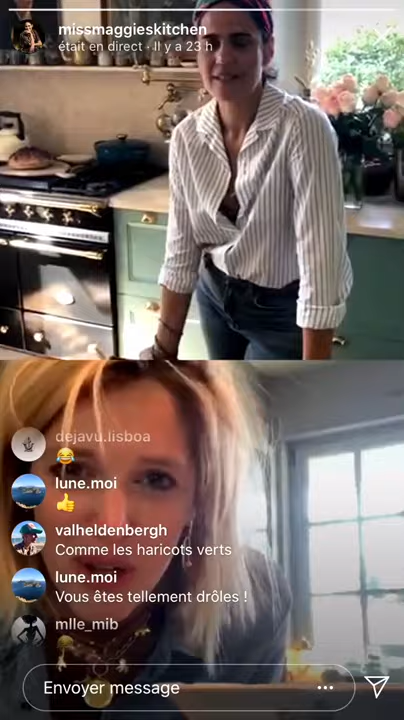 missmaggieskitchen
était en direct · Il y a 23 h
dejavu.lisboa
😂
lune.moi
👍
valheldenbergh
Comme les haricots verts
lune.moi
Vous êtes tellement drôles !
mlle_mib
Envoyer message